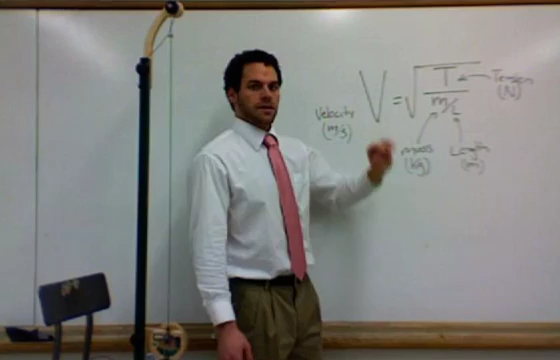 V = √ T Tension
(N)
m/L
Velocity
(m/s)
mass Length
(kg) (m)